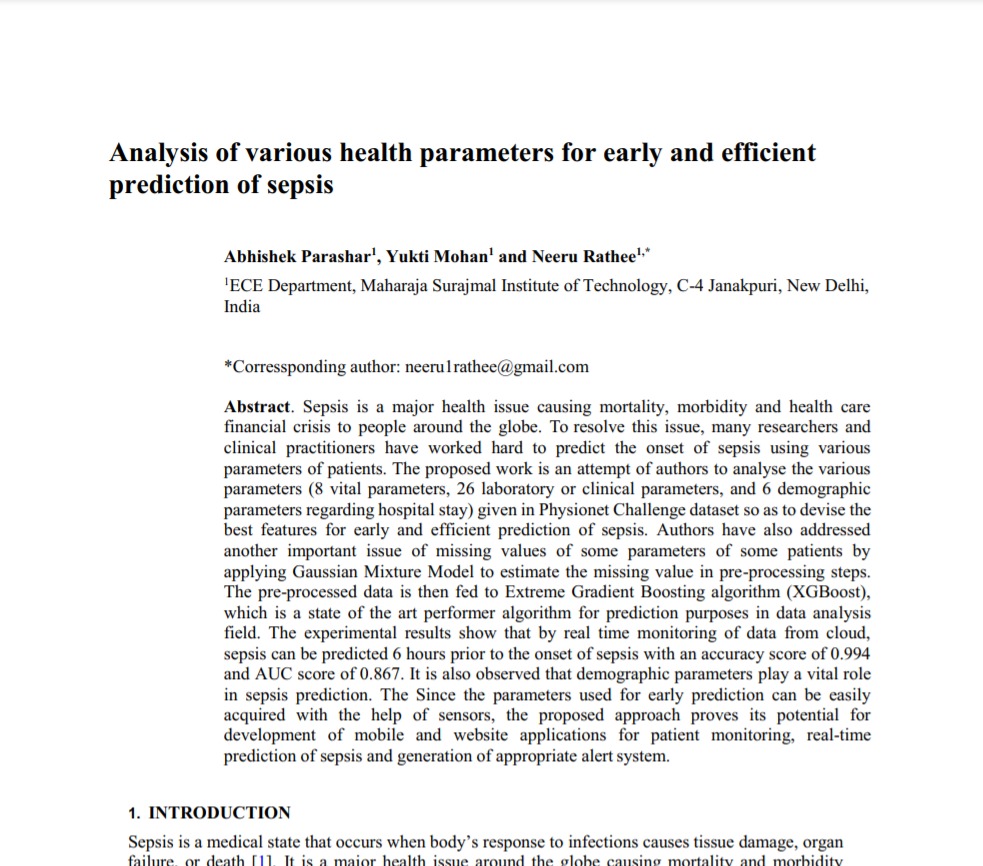 Analysis of various health parameters for early and efficient
prediction of sepsis
Abhishek Parashar¹, Yukti Mohan¹ and Neeru Rathee¹,*
¹ECE Department, Maharaja Surajmal Institute of Technology, C-4 Janakpuri, New Delhi,
India
*Corressponding author: neeru1rathee@gmail.com
Abstract. Sepsis is a major health issue causing mortality, morbidity and health care
financial crisis to people around the globe. To resolve this issue, many researchers and
clinical practitioners have worked hard to predict the onset of sepsis using various
parameters of patients. The proposed work is an attempt of authors to analyse the various
parameters (8 vital parameters, 26 laboratory or clinical parameters, and 6 demographic
parameters regarding hospital stay) given in Physionet Challenge dataset so as to devise the
best features for early and efficient prediction of sepsis. Authors have also addressed
another important issue of missing values of some parameters of some patients by
applying Gaussian Mixture Model to estimate the missing value in pre-processing steps.
The pre-processed data is then fed to Extreme Gradient Boosting algorithm (XGBoost),
which is a state of the art performer algorithm for prediction purposes in data analysis
field. The experimental results show that by real time monitoring of data from cloud,
sepsis can be predicted 6 hours prior to the onset of sepsis with an accuracy score of 0.994
and AUC score of 0.867. It is also observed that demographic parameters play a vital role
in sepsis prediction. The Since the parameters used for early prediction can be easily
acquired with the help of sensors, the proposed approach proves its potential for
development of mobile and website applications for patient monitoring, real-time
prediction of sepsis and generation of appropriate alert system.
1. INTRODUCTION
Sepsis is a medical state that occurs when body's response to infections causes tissue damage, organ
failure, or death [1]. It is a major health issue around the globe causing mortality and morbidity